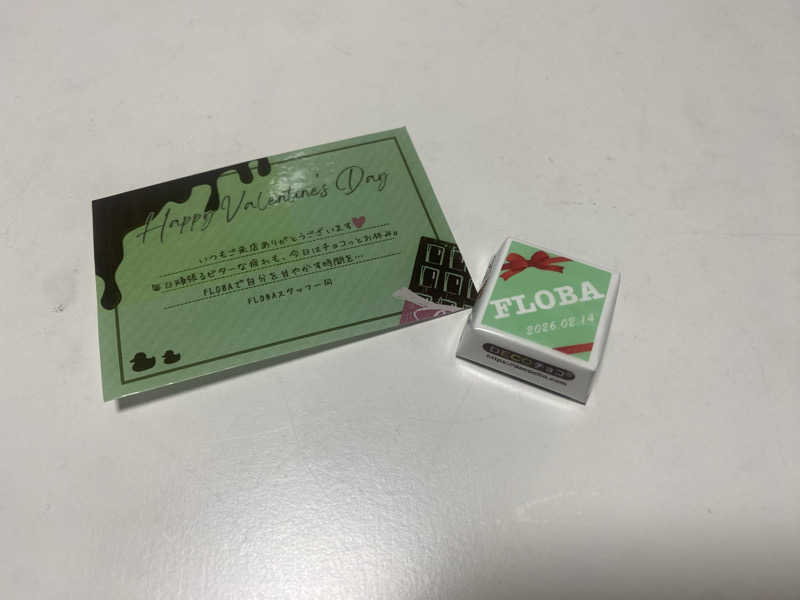 Happy Valentine's Day
いつもご来店ありがとうございます
毎日頑張るビターな疲れも、今日はチョコっとお休み。
FLOBAで自分を甘やかす時間を...
FLOBAスタッフ一同
FLOBA
2026.02.14
DECOチョコ